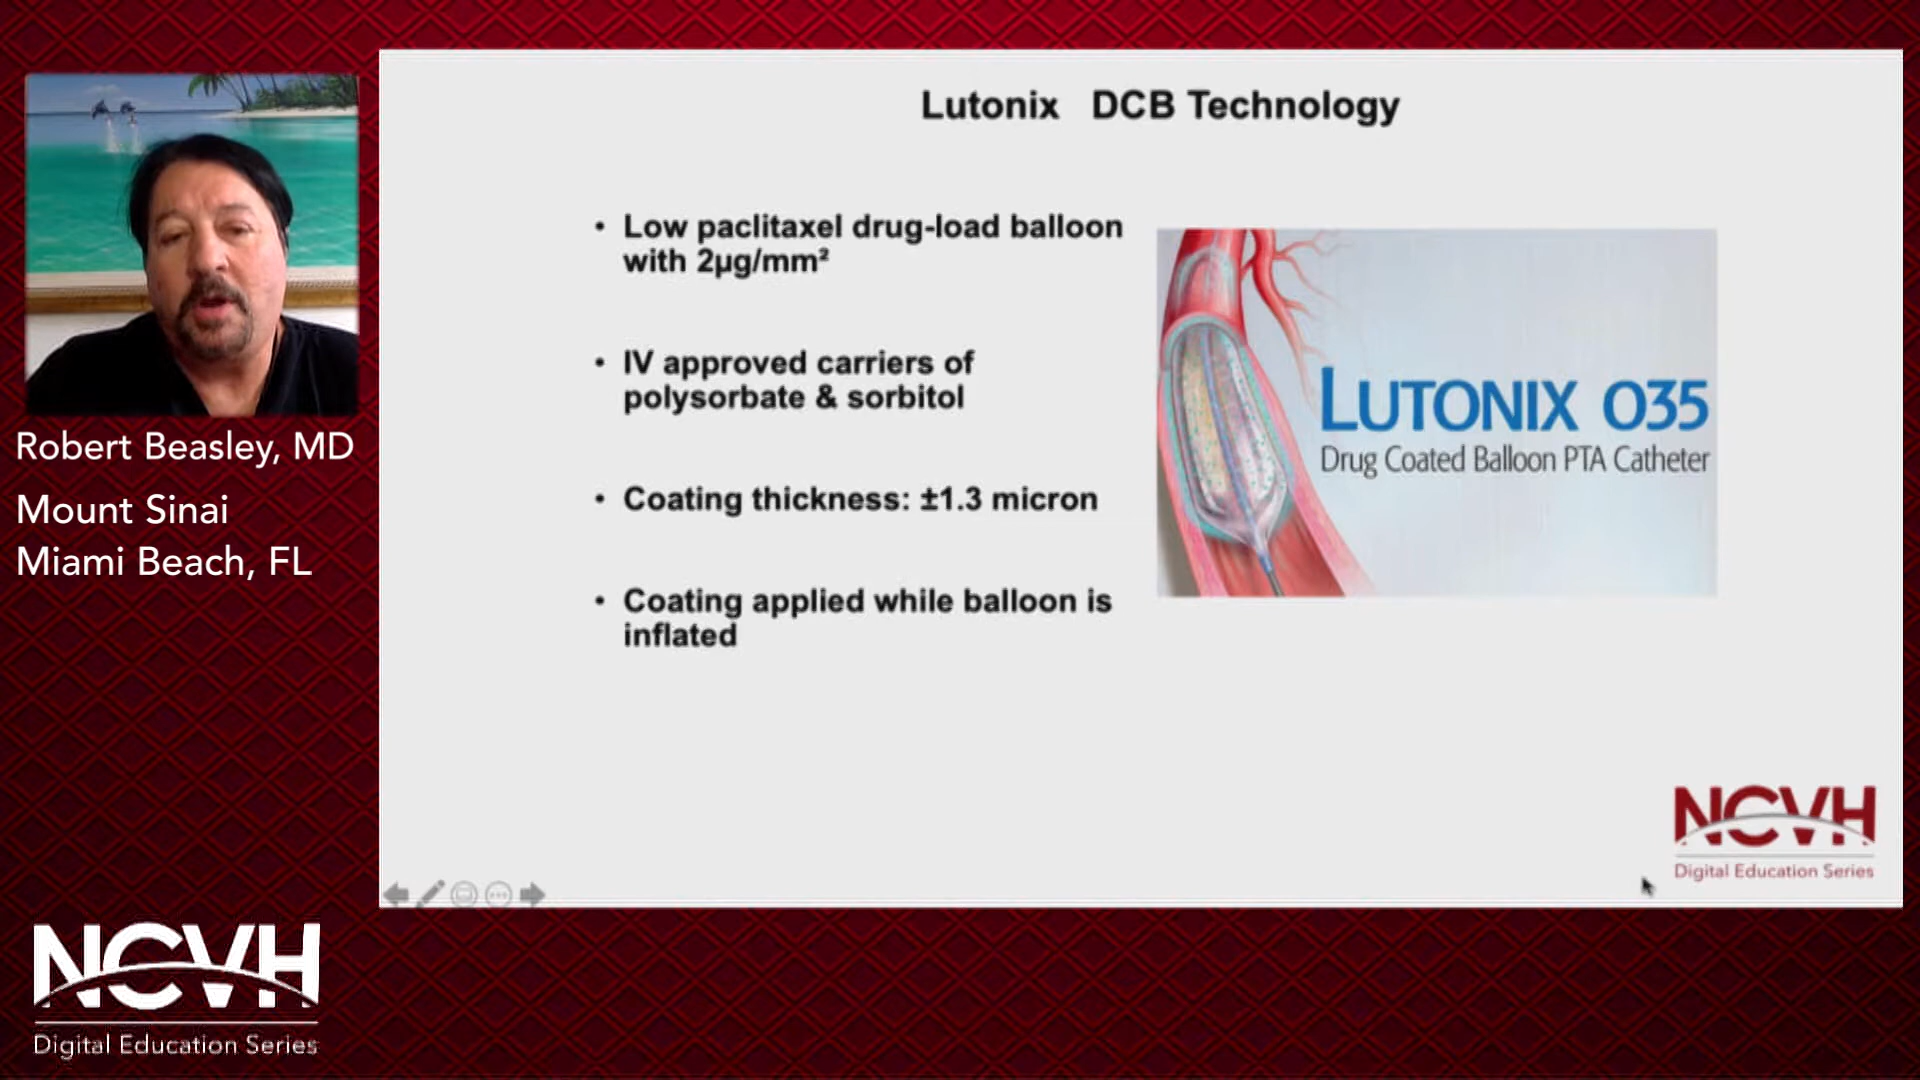 Lutonix DCB Technology
• Low paclitaxel drug-load balloon
with 2µg/mm²
• IV approved carriers of
polysorbate & sorbitol
• Coating thickness: ±1.3 micron
• Coating applied while balloon is
inflated
LUTONIX 035
Drug Coated Balloon PTA Catheter
NCVH
Digital Education Series
Robert Beasley, MD
Mount Sinai
Miami Beach, FL
NCVH
Digital Education Series